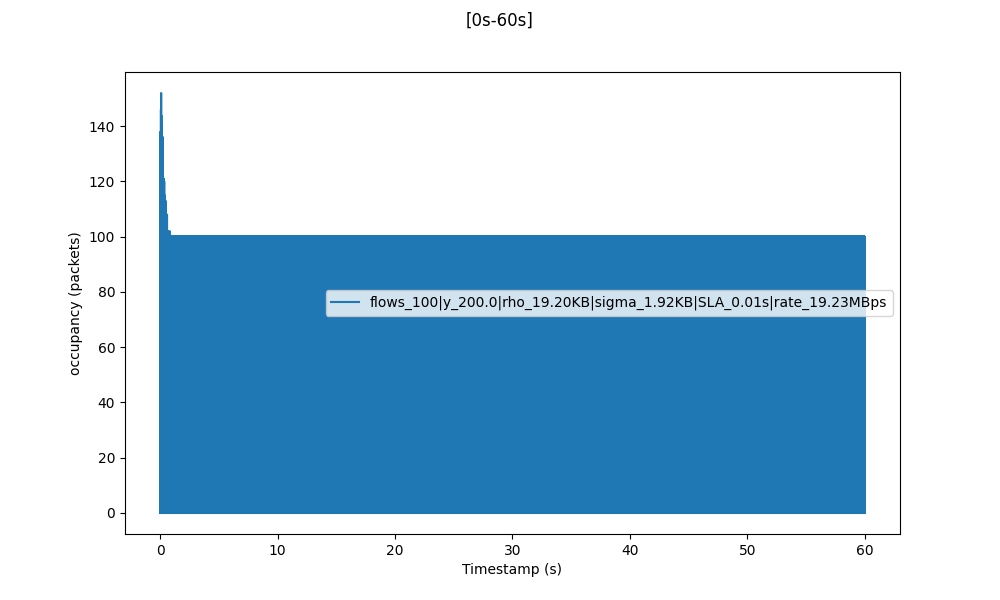 [0s-60s]
occupancy (packets)
140
120
100
80
60
40
20
0
flows_100|y_200.0|rho_19.20KB|sigma_1.92KB|SLA_0.01s|rate_19.23MBps
0 10 20 30 40 50 60
Timestamp (s)